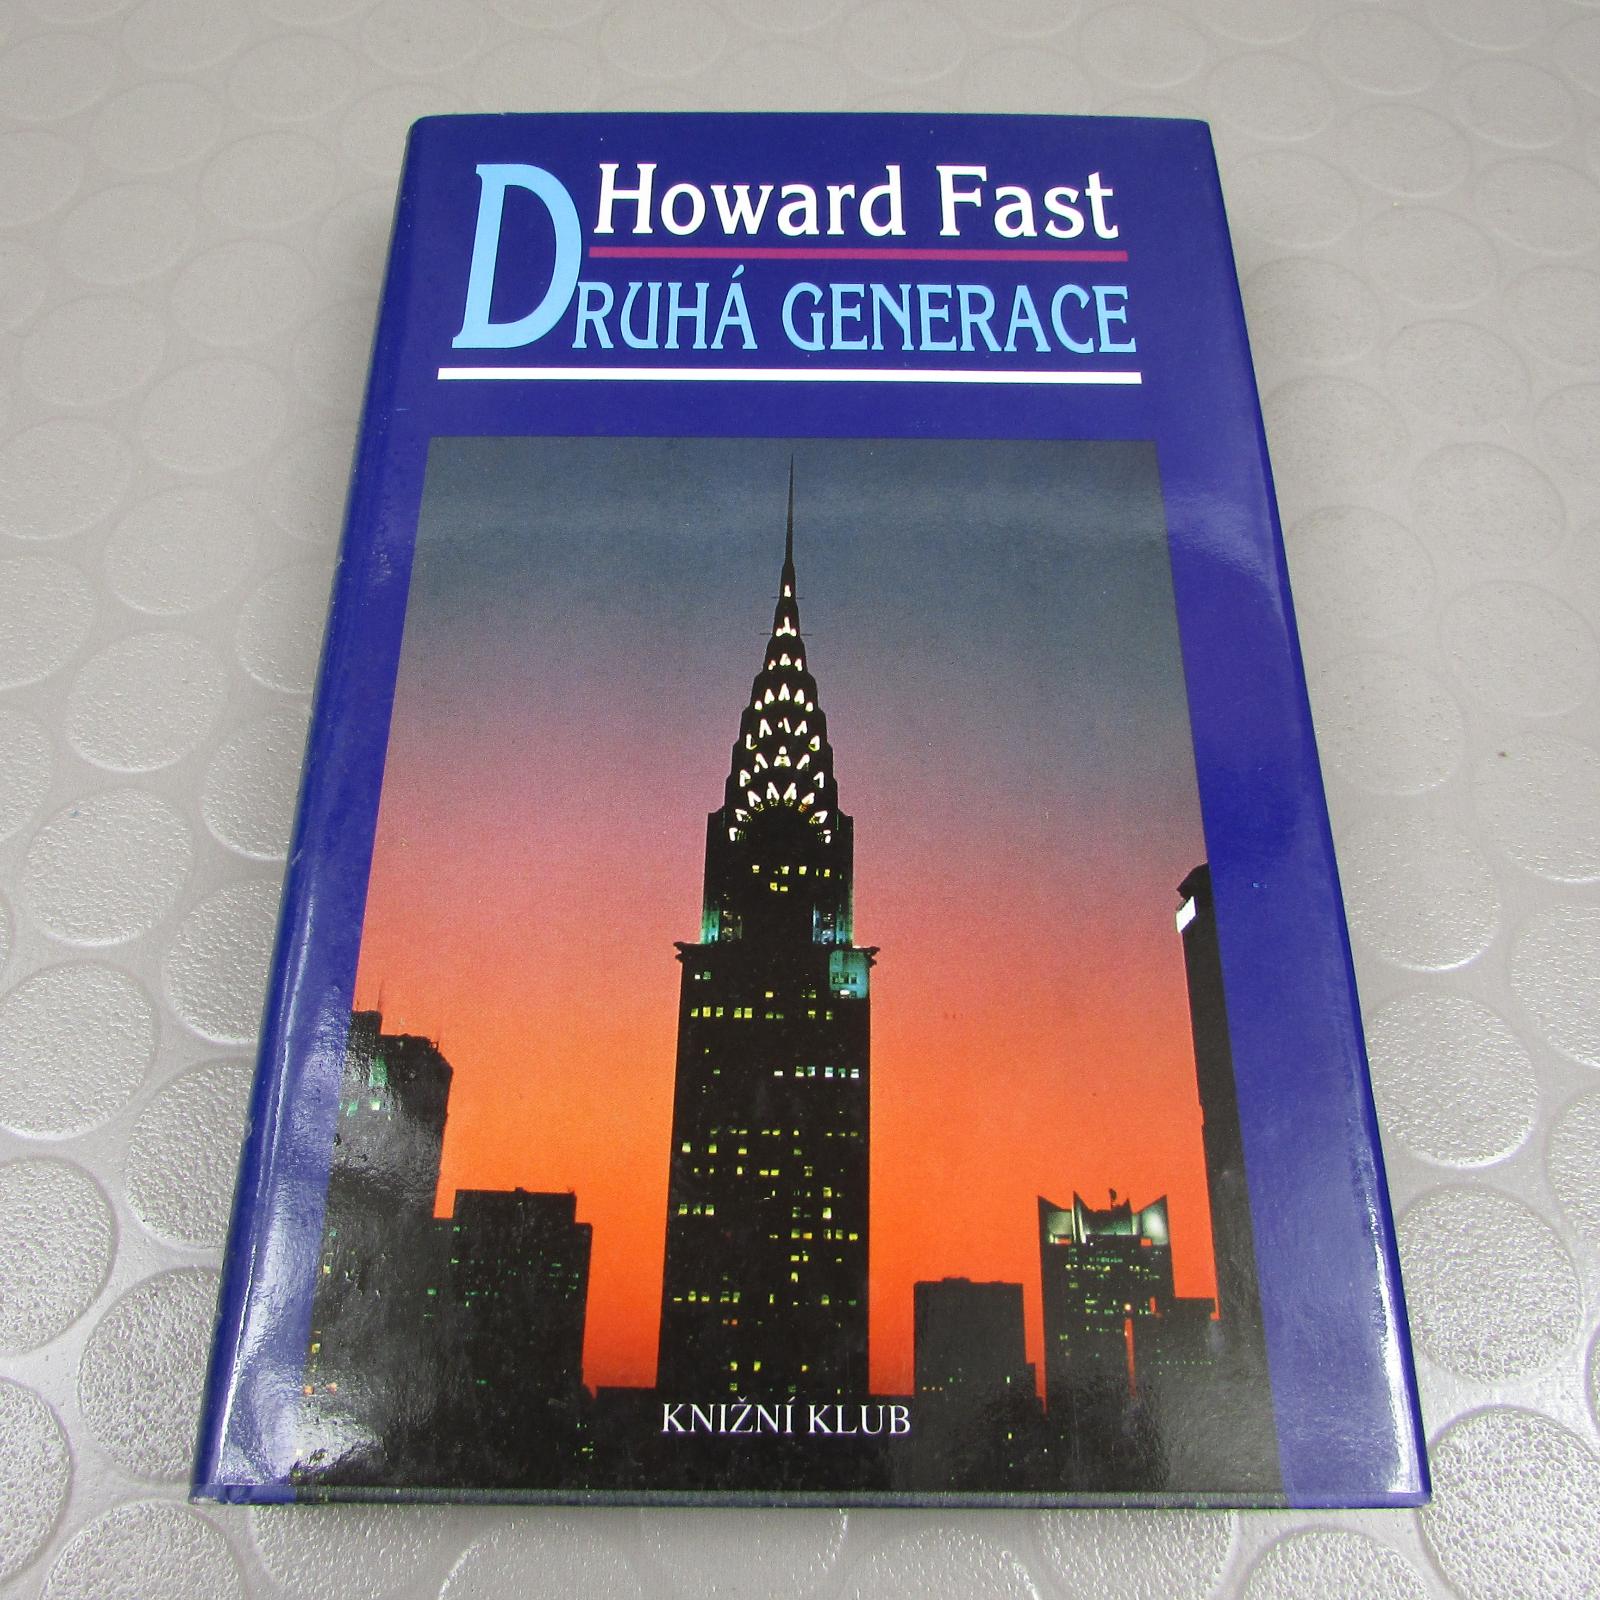 Howard Fast
DRUHÁ GENERACE
KNIŽNÍ KLUB